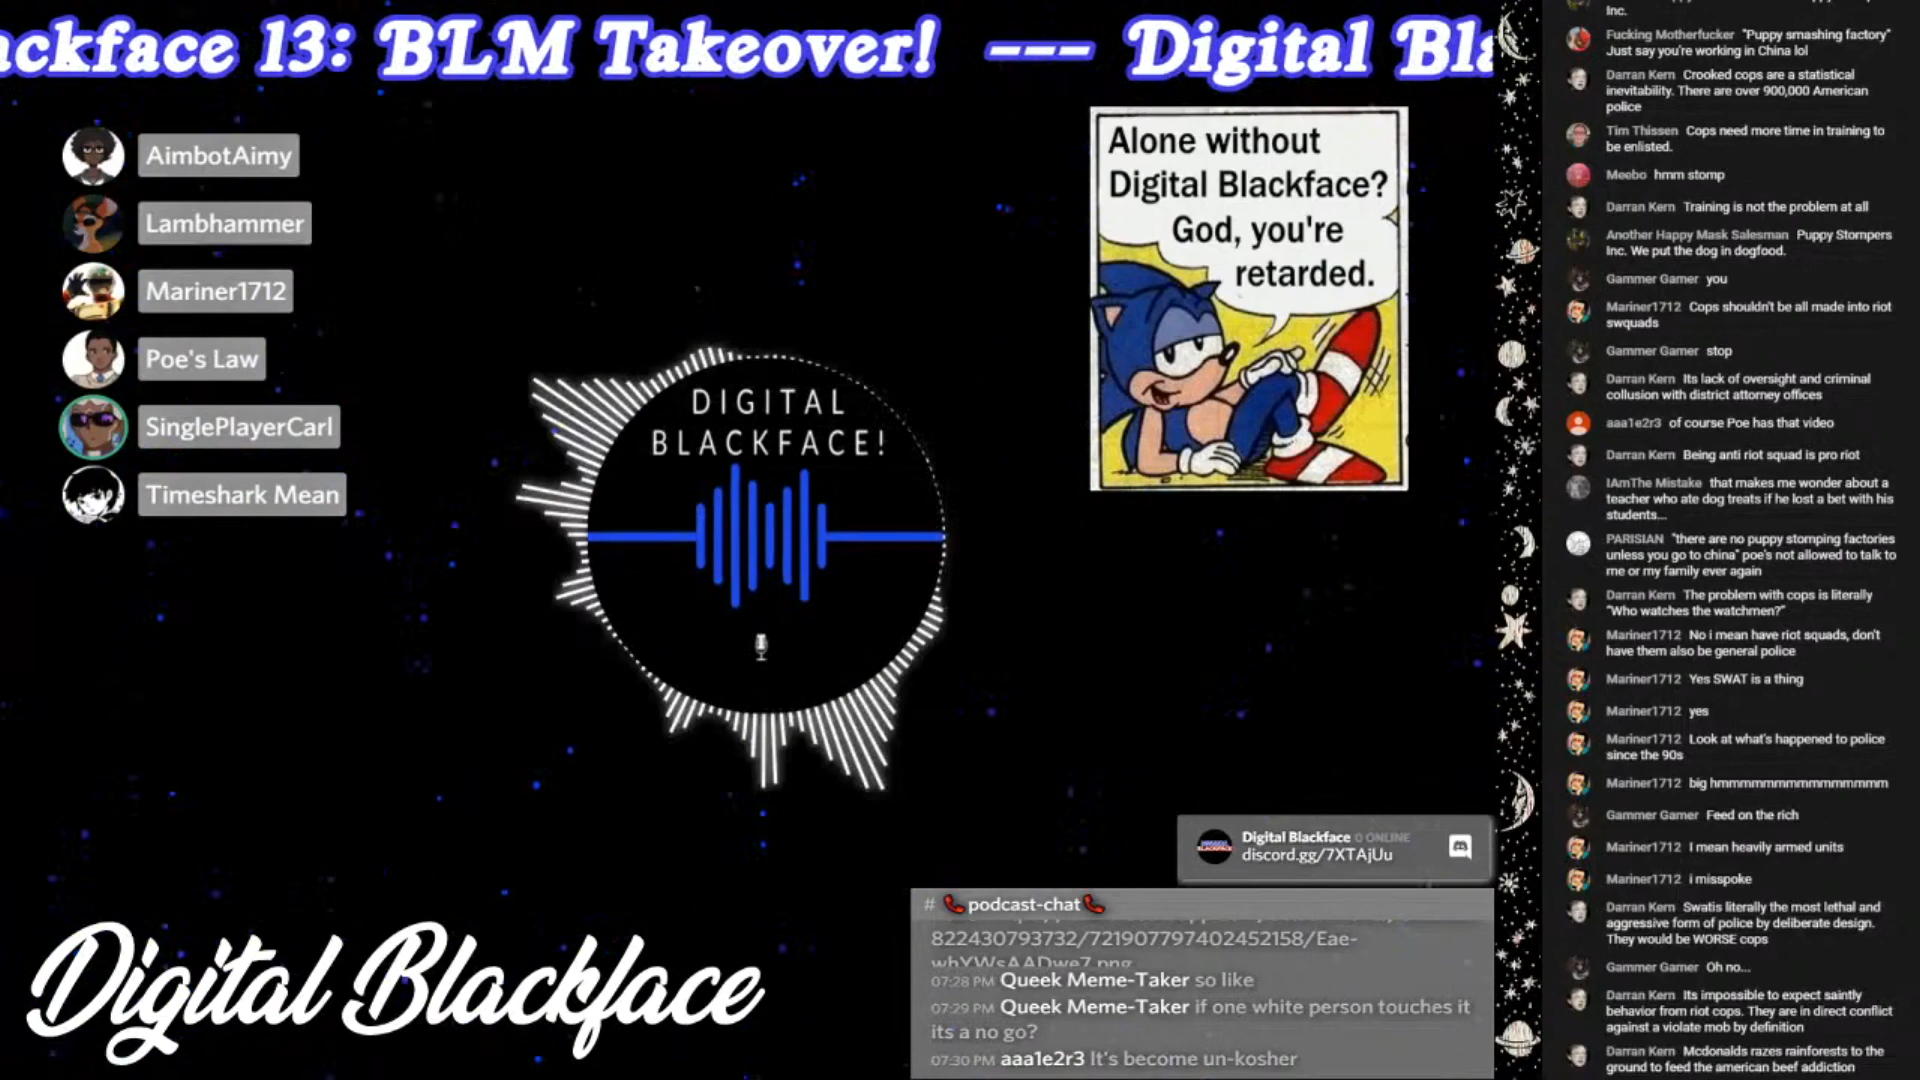 ackface 13: BLM Takeover! --- Digital Bla
AimbotAimy
Lambhammer
Mariner1712
Poe's Law
SinglePlayerCarl
Timeshark Mean
DIGITAL
BLACKFACE!
Alone without
Digital Blackface?
God, you're
retarded.
Digital Blackface
Digital Blackface 0 ONLINE
discord.gg/7XTAjUu
# podcast-chat
822430793732/721907797402452158/Eae-
whYWsAADwe7.png
07:28 PM Queek Meme-Taker so like
07:29 PM Queek Meme-Taker if one white person touches it
its a no go?
07:30 PM aaa1e2r3 It's become un-kosher
Inc.
Fucking Motherfucker "Puppy smashing factory"
Just say you're working in China lol
Darran Kern Crooked cops are a statistical
inevitability. There are over 900,000 American
police
Tim Thissen Cops need more time in training to
be enlisted.
Meebo hmm stomp
Darran Kern Training is not the problem at all
Another Happy Mask Salesman Puppy Stompers
Inc. We put the dog in dogfood.
Gammer Gamer you
Mariner1712 Cops shouldn't be all made into riot
swquads
Gammer Gamer stop
Darran Kern Its lack of oversight and criminal
collusion with district attorney offices
aaa1e2r3 of course Poe has that video
Darran Kern Being anti riot squad is pro riot
IAmThe Mistake that makes me wonder about a
teacher who ate dog treats if he lost a bet with his
students...
PARISIAN "there are no puppy stomping factories
unless you go to china" poe's not allowed to talk to
me or my family ever again
Darran Kern The problem with cops is literally
"Who watches the watchmen?"
Mariner1712 No i mean have riot squads, don't
have them also be general police
Mariner1712 Yes SWAT is a thing
Mariner1712 yes
Mariner1712 Look at what's happened to police
since the 90s
Mariner1712 big hmmmmmmmmmmmmmmm
Gammer Gamer Feed on the rich
Mariner1712 I mean heavily armed units
Mariner1712 i misspoke
Darran Kern Swatis literally the most lethal and
aggressive form of police by deliberate design.
They would be WORSE cops
Gammer Gamer Oh no...
Darran Kern Its impossible to expect saintly
behavior from riot cops. They are in direct conflict
against a violate mob by definition
Darran Kern Mcdonalds razes rainforests to the
ground to feed the american beef addiction